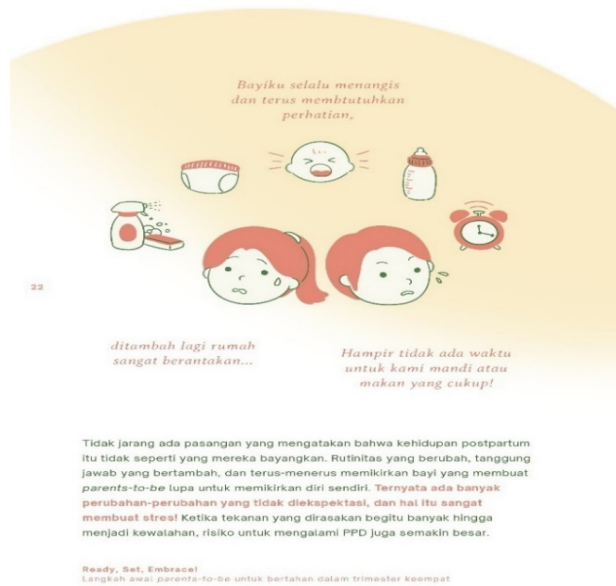 Bayiku selalu menangis
dan terus membtutuhkan
perhatian,
22
ditambah lagi rumah
sangat berantakan...
Hampir tidak ada waktu
untuk kami mandi atau
makan yang cukup!
Tidak jarang ada pasangan yang mengatakan bahwa kehidupan postpartum
itu tidak seperti yang mereka bayangkan. Rutinitas yang berubah, tanggung
jawab yang bertambah, dan terus-menerus memikirkan bayi yang membuat
parents-to-be lupa untuk memikirkan diri sendiri. Ternyata ada banyak
perubahan-perubahan yang tidak diekspektasi, dan hal itu sangat
membuat stres! Ketika tekanan yang dirasakan begitu banyak hingga
menjadi kewalahan, risiko untuk mengalami PPD juga semakin besar.
Ready, Set, Embrace!
Langkah awal parents-to-be untuk bertahan dalam trimester keempat